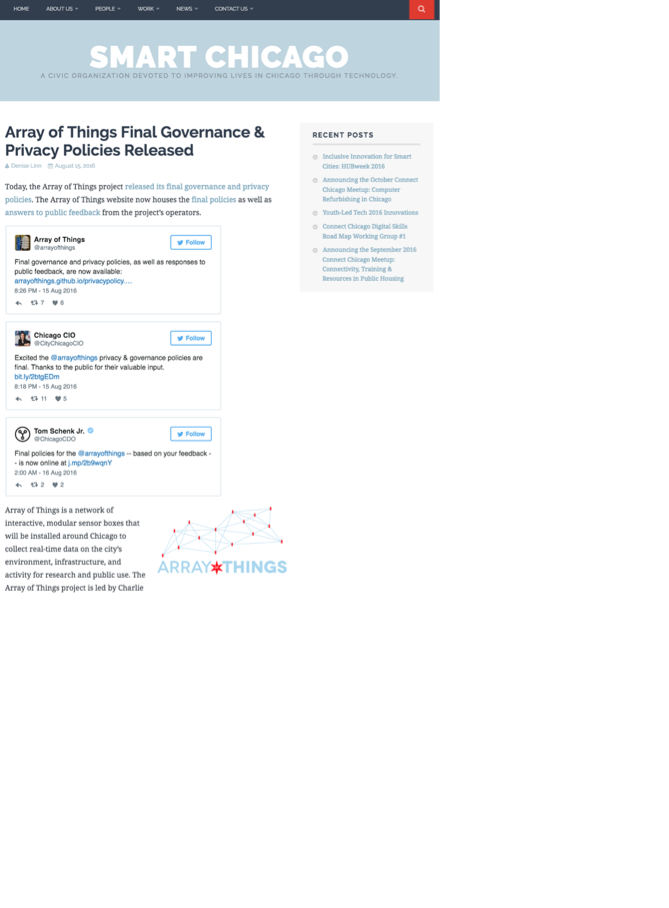 HOME ABOUT US PEOPLE WORK NEWS CONTACT US
SMART CHICAGO
A CIVIC ORGANIZATION DEVOTED TO IMPROVING LIVES IN CHICAGO THROUGH TECHNOLOGY.
Array of Things Final Governance &
Privacy Policies Released
Denise Linn August 15, 2016
Today, the Array of Things project released its final governance and privacy
policies. The Array of Things website now houses the final policies as well as
answers to public feedback from the project's operators.
Array of Things
@arrayofthings
Follow
Final governance and privacy policies, as well as responses to
public feedback, are now available:
arrayofthings.github.io/privacypolicy....
8:26 PM - 15 Aug 2016
7 6
Chicago CIO
@CityChicagoCIO
Follow
Excited the @arrayofthings privacy & governance policies are
final. Thanks to the public for their valuable input.
bit.ly/2btgEDm
8:18 PM - 15 Aug 2016
11 5
Tom Schenk Jr.
@ChicagoCDO
Follow
Final policies for the @arrayofthings -- based on your feedback -
- is now online at j.mp/2b9wqnY
2:00 AM - 16 Aug 2016
2 2
Array of Things is a network of
interactive, modular sensor boxes that
will be installed around Chicago to
collect real-time data on the city's
environment, infrastructure, and
activity for research and public use. The
Array of Things project is led by Charlie
ARRAY THINGS
RECENT POSTS
Inclusive Innovation for Smart
Cities: HUBweek 2016
Announcing the October Connect
Chicago Meetup: Computer
Refurbishing in Chicago
Youth-Led Tech 2016 Innovations
Connect Chicago Digital Skills
Road Map Working Group #1
Announcing the September 2016
Connect Chicago Meetup:
Connectivity, Training &
Resources in Public Housing